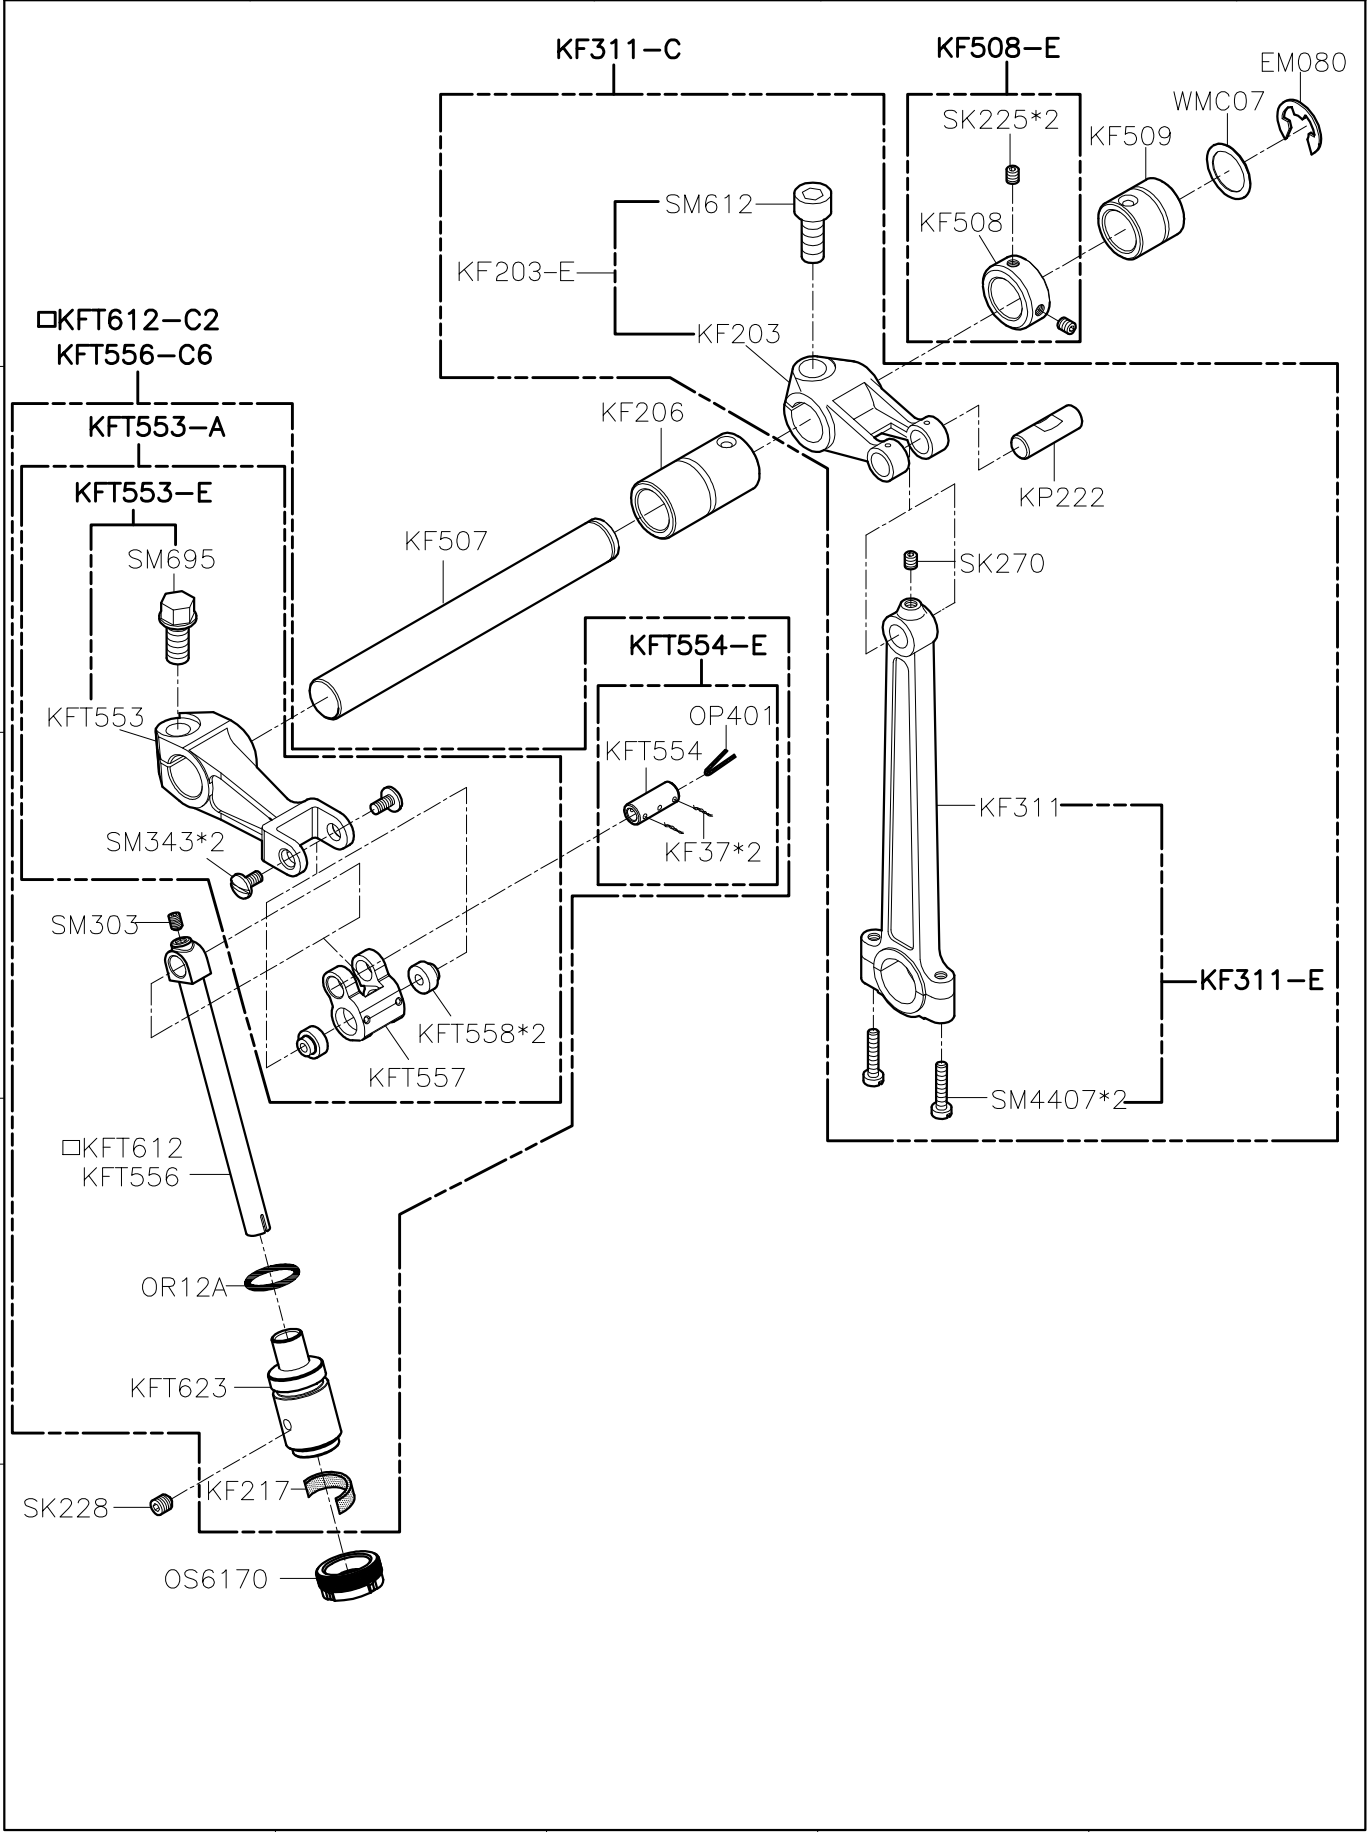 KF311-C
KF508-E
EM080
WMC07
SK225*2
KF509
SM612
KF508
KF203-E
KF203
□KFT612-C2
KFT556-C6
KFT553-A
KF206
KFT553-E
KP222
KF507
SM695
SK270
KFT554-E
KFT553
OP401
KFT554
KF311
SM343*2
KF37*2
SM303
KF311-E
KFT558*2
KFT557
SM4407*2
□KFT612
KFT556
OR12A
KFT623
KF217
SK228
OS6170